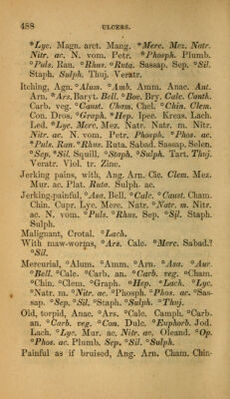 488 ULCERS.
*Lyc. Magn. arct. Mang. *Merc. Mez. Natr.
Nitr. ac. N. vom. Petr. *Phosph. Plumb.
*Puls. Ran. *Rhus. *Ruta. Sassap. Sep. *Sil.
Staph. Sulph. Thuj. Veratr.
Itching, Agn. *Alum. *Amb. Amm. Anac. Ant.
Arn. *Ars. Baryt. Bell. *Bov. Bry. Calc. Canth.
Carb. veg. *Caust. Cham. Chel. *Chin. Clem.
Con. Dros. *Graph. *Hep. Ipec. Kreas. Lach.
Led. *Lyc. Merc. Mez. Natr. Natr. m. Nitr.
Nitr. ac. N. vom. Petr. Phosph. *Phos. ac.
*Puls. Ran. *Rhus. Ruta. Sabad. Sassap. Selen.
*Sep. *Sil. Squill. *Staph. *Sulph. Tart. Thuj.
Veratr. Viol. tr. Zinc.
Jerking pains, with, Ang. Arn. Cic. Clem. Mez.
Mur. ac. Plat. Ruta. Sulph. ac.
Jerking-painful, *Asa. Bell. *Calc. *Caust. Cham.
Chin. Cupr. Lyc. Merc. Natr. *Natr. m. Nitr.
ac. N. vom. *Puls. *Rhus. Sep. *Sil. Staph.
Sulph.
Malignant, Crotal. *Lach.
With maw-worms, *Ars. Calc. *Merc. Sabad.?
*Sil.
Mercurial, *Alum. *Amm. *Arn. *Asa. *Aur.
*Bell. *Calc. *Carb. an. *Carb. veg. *Cham.
*Chin. *Clem. *Graph. *Hep. *Lach. *Lyc.
*Natr. m. *Nitr. ac. *Phosph. *Phos. ac. *Sas-
sap. *Sep. *Sil. *Staph. *Sulph. *Thuj.
Old, torpid, Anac. *Ars. *Calc. Camph. *Carb.
an. *Carb. veg. *Con. Dulc. *Euphorb. Jod.
Lach. *Lyc. Mur. ac. Nitr. ac. Oleand. *Op.
*Phos. ac. Plumb. Sep. *Sil. *Sulph.
Painful as if bruised, Ang. Arn. Cham. Chin-